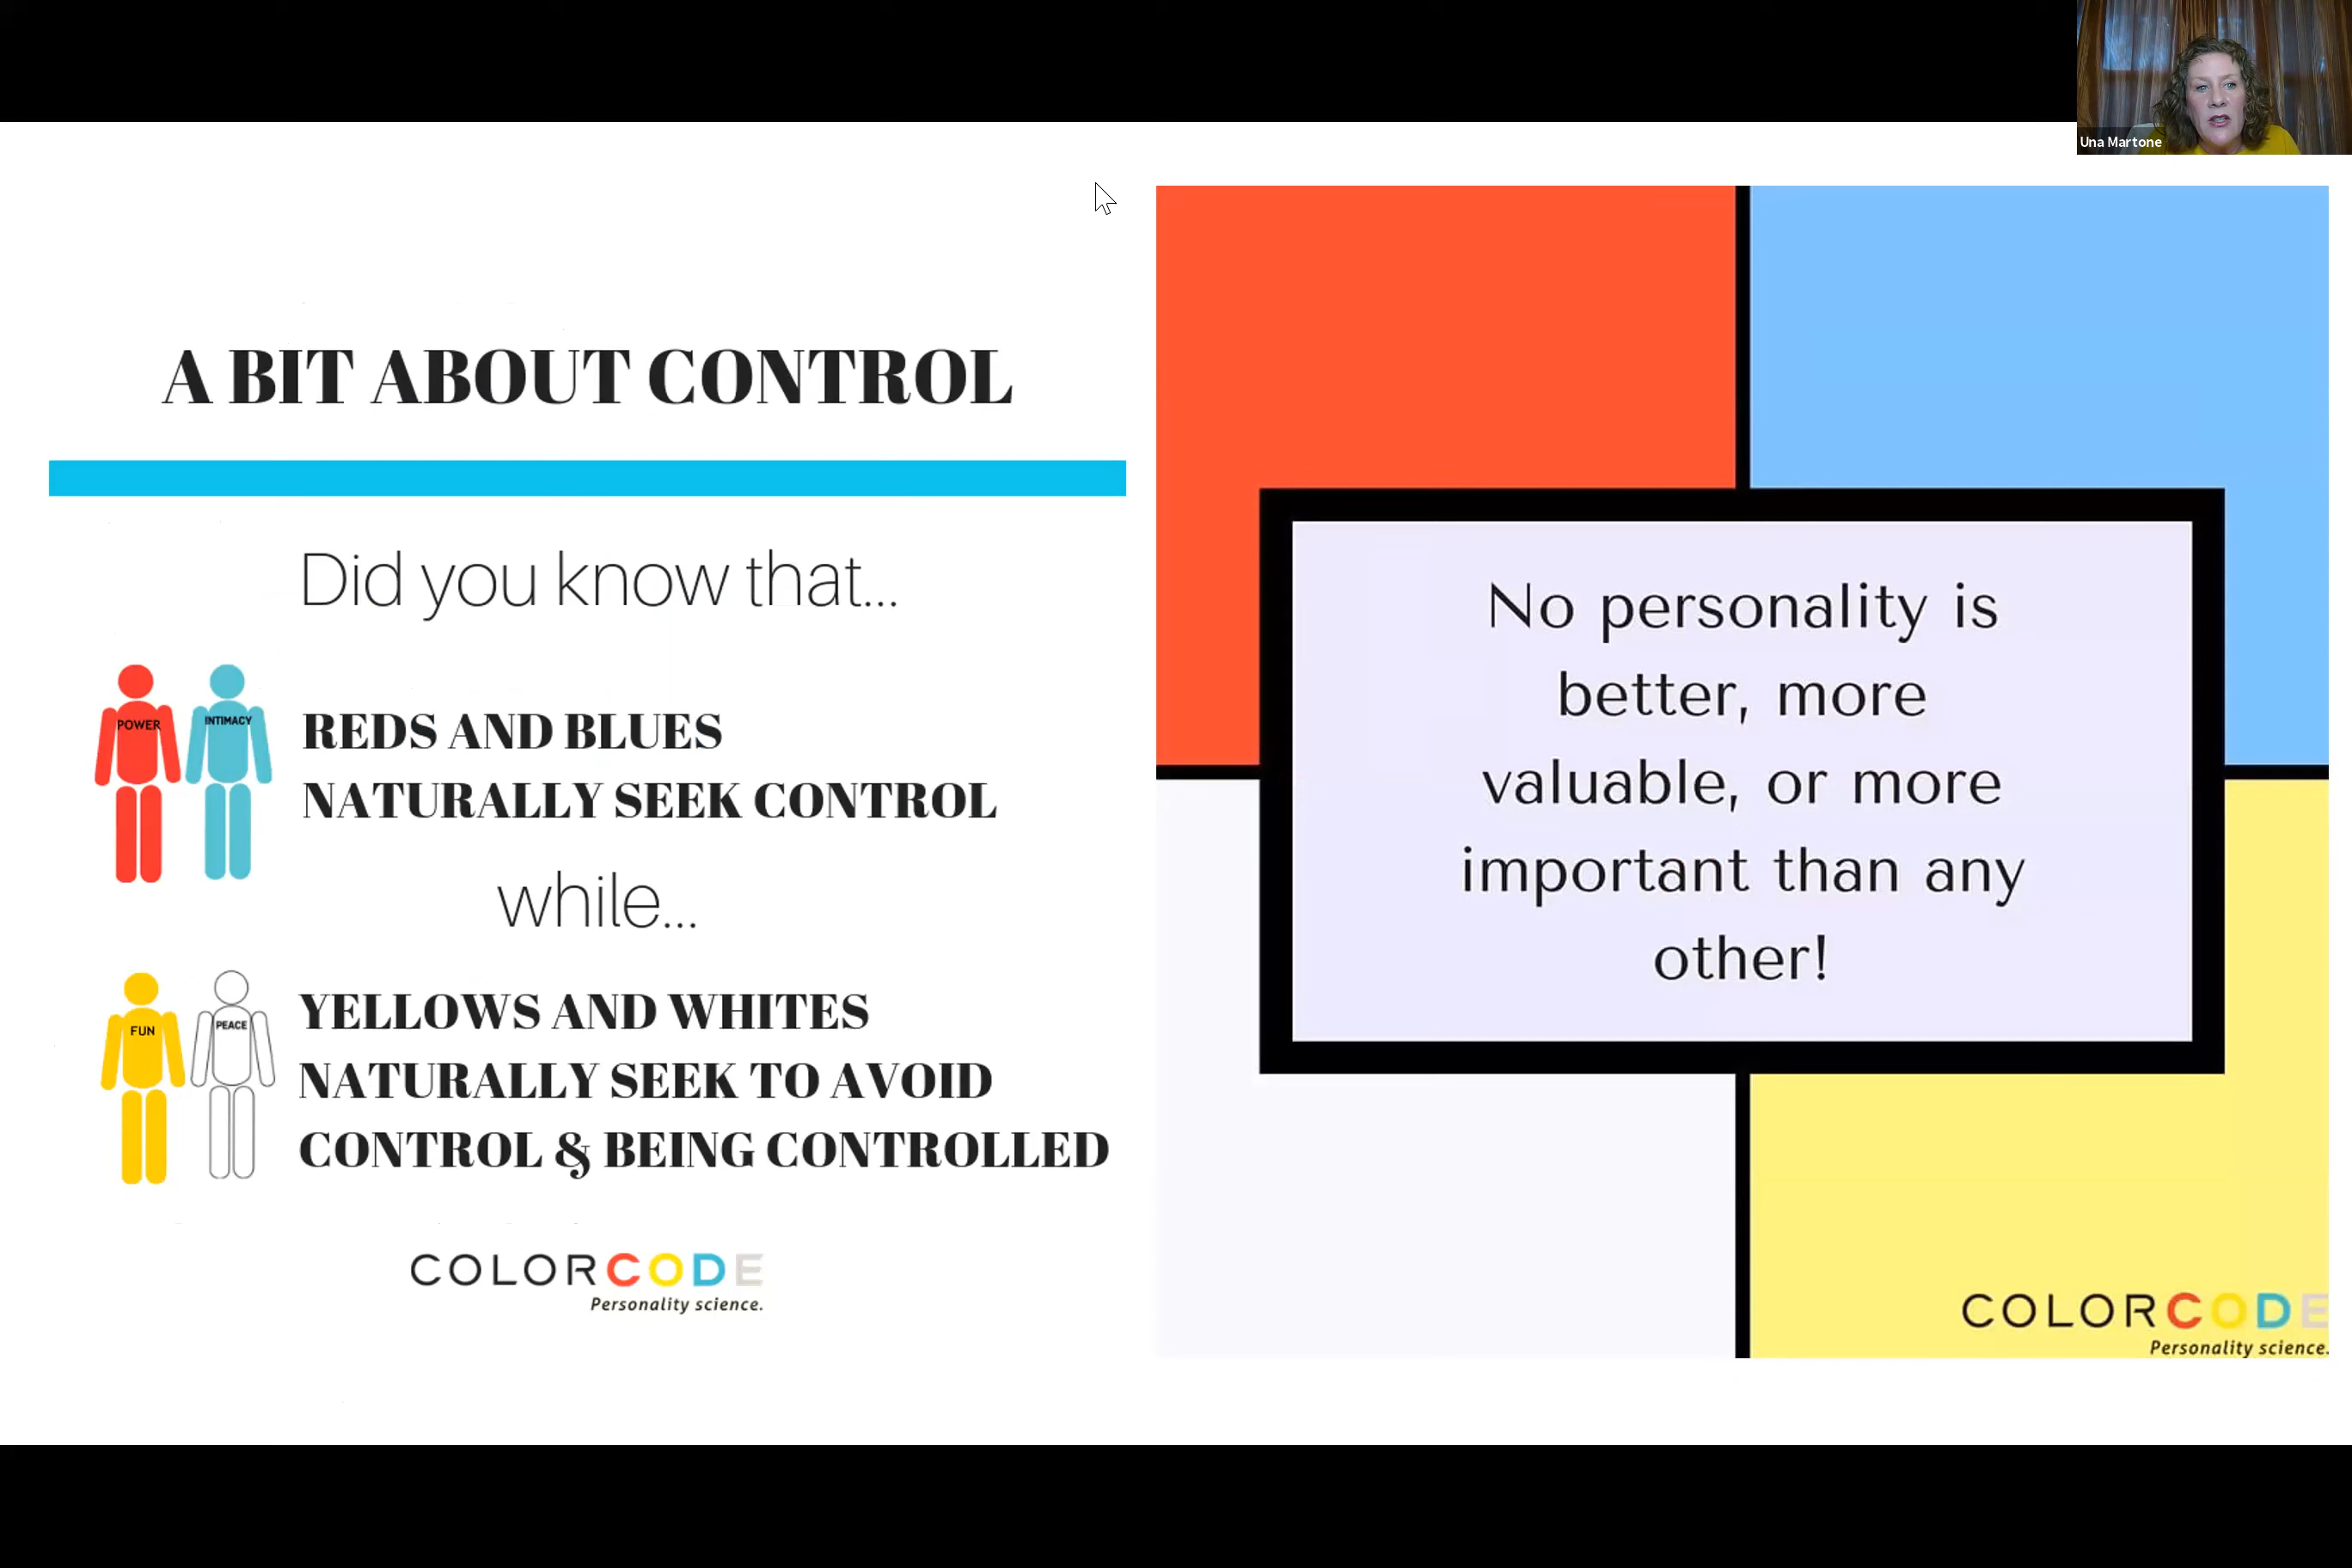 Una Martone
A BIT ABOUT CONTROL
Did you know that...
POWER
INTIMACY
REDS AND BLUES
NATURALLY SEEK CONTROL
while...
FUN
PEACE
YELLOWS AND WHITES
NATURALLY SEEK TO AVOID
CONTROL & BEING CONTROLLED
COLORCODE
Personality science.
No personality is
better, more
valuable, or more
important than any
other!
COLORCODE
Personality science.